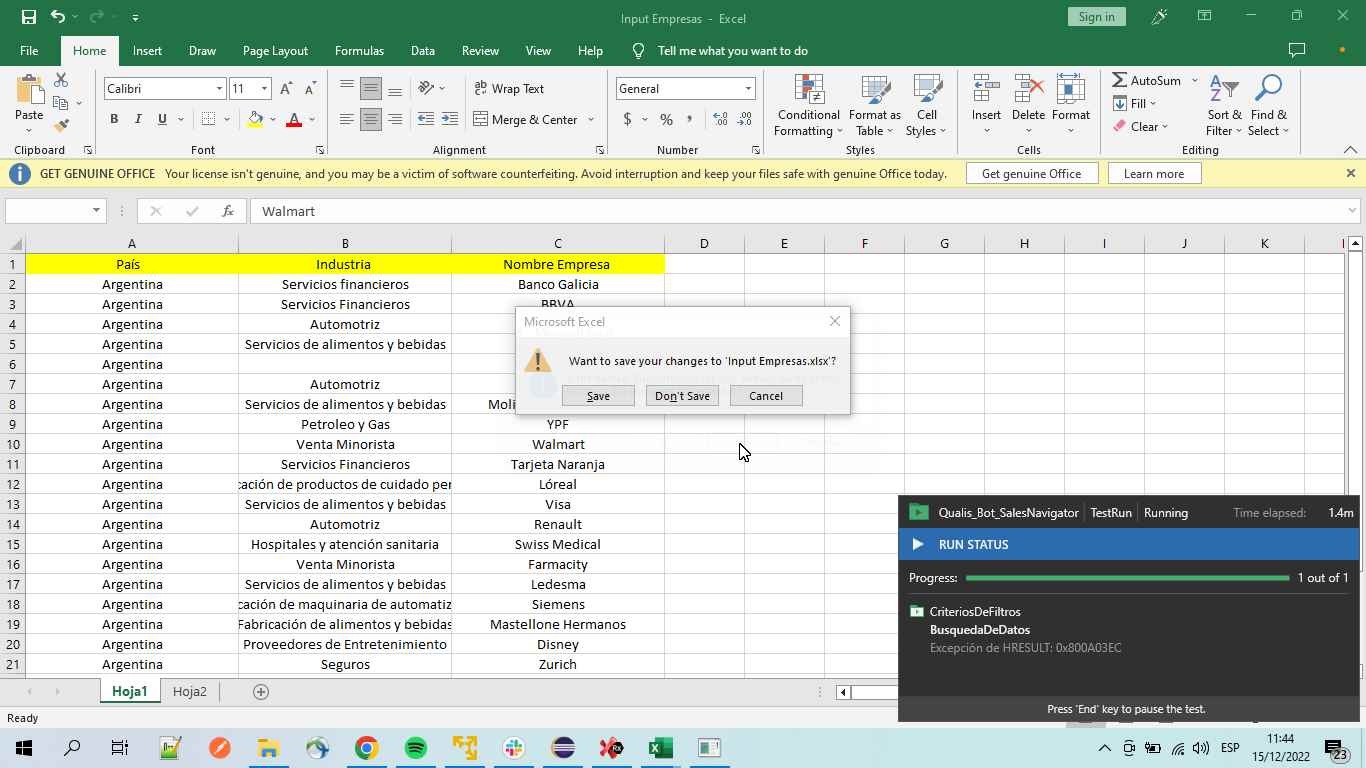 Input Empresas - Excel
Sign in
File Home Insert Draw Page Layout Formulas Data Review View Help Tell me what you want to do
Paste
Clipboard
Calibri 11
B I U
Font
Wrap Text
Merge & Center
Alignment
General
$ % ,
Number
Conditional Formatting
Format as Table
Cell Styles
Styles
Insert Delete Format
Cells
AutoSum
Fill
Clear
Sort & Filter
Find & Select
Editing
GET GENUINE OFFICE Your license isn't genuine, and you may be a victim of software counterfeiting. Avoid interruption and keep your files safe with genuine Office today. Get genuine Office Learn more
fx Walmart
A B C D E F G H I J K
1 País Industria Nombre Empresa
2 Argentina Servicios financieros Banco Galicia
3 Argentina Servicios Financieros BBVA
4 Argentina Automotriz
5 Argentina Servicios de alimentos y bebidas
6 Argentina
7 Argentina Automotriz
8 Argentina Servicios de alimentos y bebidas Moli
9 Argentina Petroleo y Gas YPF
10 Argentina Venta Minorista Walmart
11 Argentina Servicios Financieros Tarjeta Naranja
12 Argentina cación de productos de cuidado per Lóreal
13 Argentina Servicios de alimentos y bebidas Visa
14 Argentina Automotriz Renault
15 Argentina Hospitales y atención sanitaria Swiss Medical
16 Argentina Venta Minorista Farmacity
17 Argentina Servicios de alimentos y bebidas Ledesma
18 Argentina cación de maquinaria de automatiz Siemens
19 Argentina Fabricación de alimentos y bebidas Mastellone Hermanos
20 Argentina Proveedores de Entretenimiento Disney
21 Argentina Seguros Zurich
Microsoft Excel
Want to save your changes to 'Input Empresas.xlsx'?
Save Don't Save Cancel
Qualis_Bot_SalesNavigator TestRun Running Time elapsed: 1.4m
RUN STATUS
Progress: 1 out of 1
CriteriosDeFiltros
BusquedaDeDatos
Excepción de HRESULT: 0x800A03EC
Press 'End' key to pause the test.
Hoja1 Hoja2
Ready
ESP
11:44
15/12/2022
23